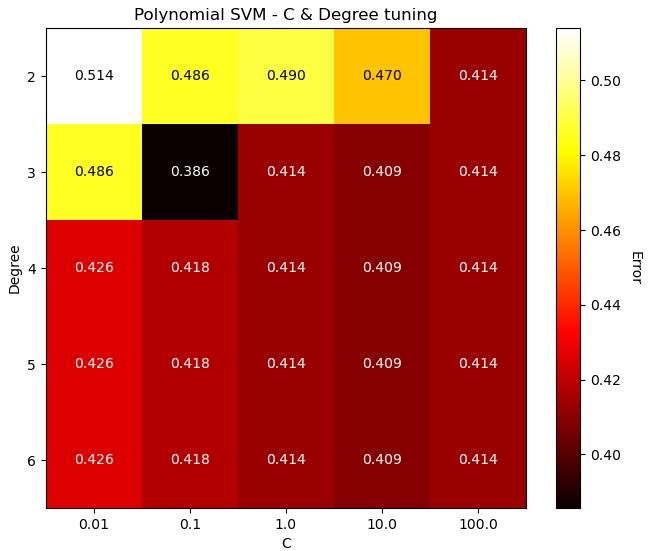 Polynomial SVM - C & Degree tuning
2 0.514 0.486 0.490 0.470 0.414
3 0.486 0.386 0.414 0.409 0.414
4 0.426 0.418 0.414 0.409 0.414
5 0.426 0.418 0.414 0.409 0.414
6 0.426 0.418 0.414 0.409 0.414
0.01 0.1 1.0 10.0 100.0
C
Degree
0.50
0.48
0.46
0.44
0.42
0.40
Error